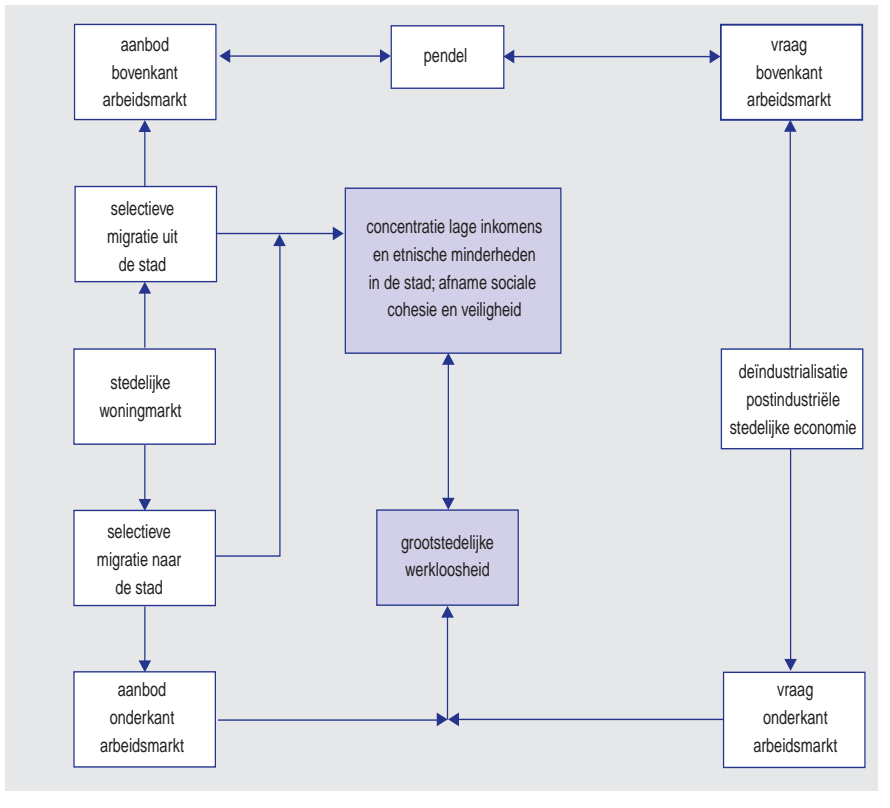 aanbod
bovenkant
arbeidsmarkt
pendel
vraag
bovenkant
arbeidsmarkt
selectieve
migratie uit
de stad
concentratie lage inkomens
en etnische minderheden
in de stad; afname sociale
cohesie en veiligheid
stedelijke
woningmarkt
deïndustrialisatie
postindustriële
stedelijke economie
selectieve
migratie naar
de stad
grootstedelijke
werkloosheid
aanbod
onderkant
arbeidsmarkt
vraag
onderkant
arbeidsmarkt